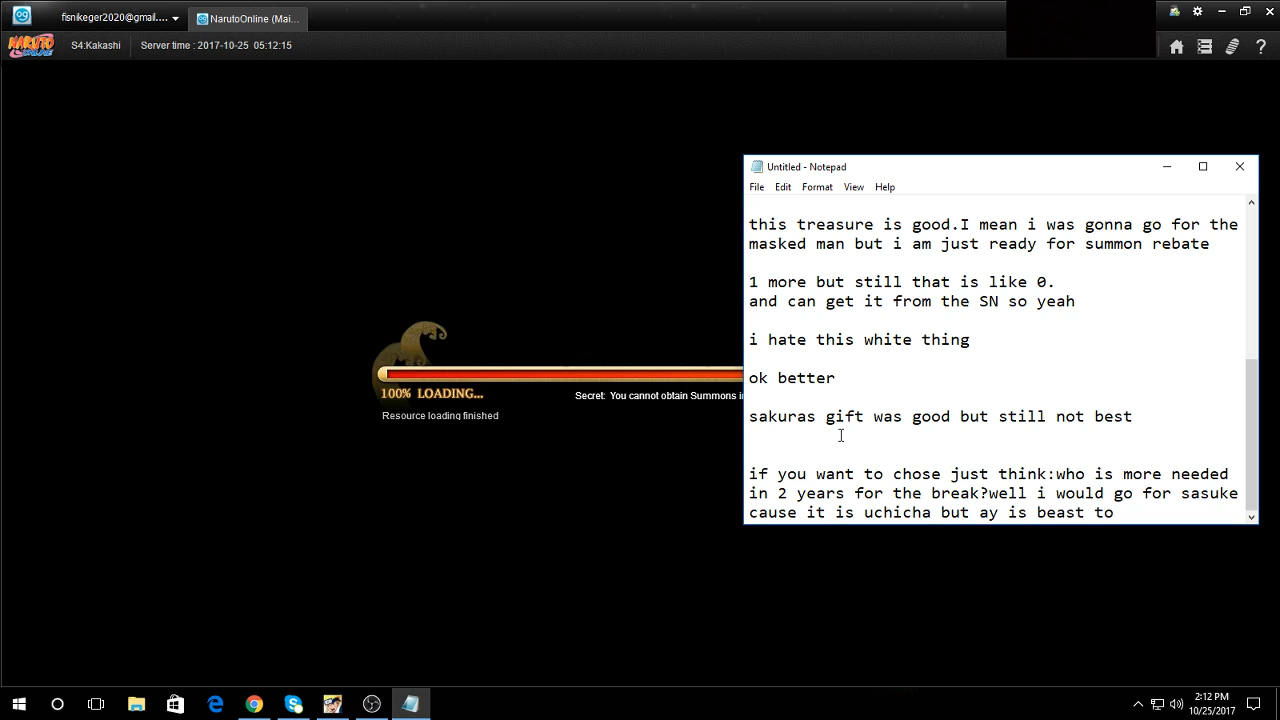 fisnikeger2020@gmail....
NarutoOnline (Mai...
NARUTO
ONLINE
S4:Kakashi
Server time : 2017-10-25 05:12:15
Untitled - Notepad
File Edit Format View Help
this treasure is good.I mean i was gonna go for the
masked man but i am just ready for summon rebate
1 more but still that is like 0.
and can get it from the SN so yeah
i hate this white thing
ok better
sakuras gift was good but still not best
if you want to chose just think:who is more needed
in 2 years for the break?well i would go for sasuke
cause it is uchicha but ay is beast to
100% LOADING...
Secret: You cannot obtain Summons i
Resource loading finished
2:12 PM
10/25/2017